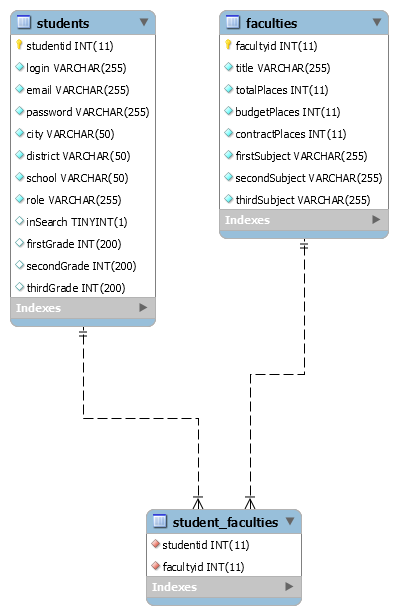 students
studentid INT(11)
login VARCHAR(255)
email VARCHAR(255)
password VARCHAR(255)
city VARCHAR(50)
district VARCHAR(50)
school VARCHAR(50)
role VARCHAR(255)
inSearch TINYINT(1)
firstGrade INT(200)
secondGrade INT(200)
thirdGrade INT(200)
Indexes
faculties
facultyid INT(11)
title VARCHAR(255)
totalPlaces INT(11)
budgetPlaces INT(11)
contractPlaces INT(11)
firstSubject VARCHAR(255)
secondSubject VARCHAR(255)
thirdSubject VARCHAR(255)
Indexes
student_faculties
studentid INT(11)
facultyid INT(11)
Indexes